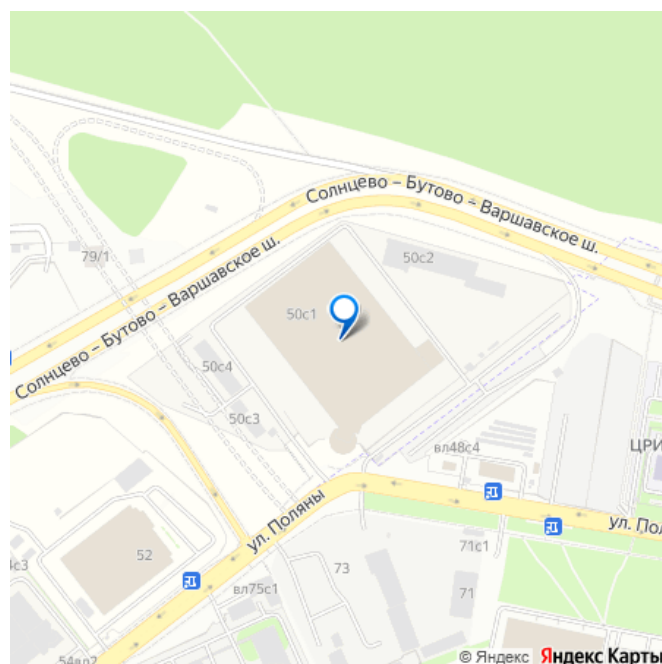 Солнцево – Бутово – Варшавское ш.
50с2
79/1
Солнцево – Бутово – Варшавское ш.
50с1
50с4
50с3
вл48с4
ЦРИ
ул. Поляны
ул. Пол
52
71с1
4с3
73
вл75с1
71
54вл2
© Яндекс Яндекс Карты